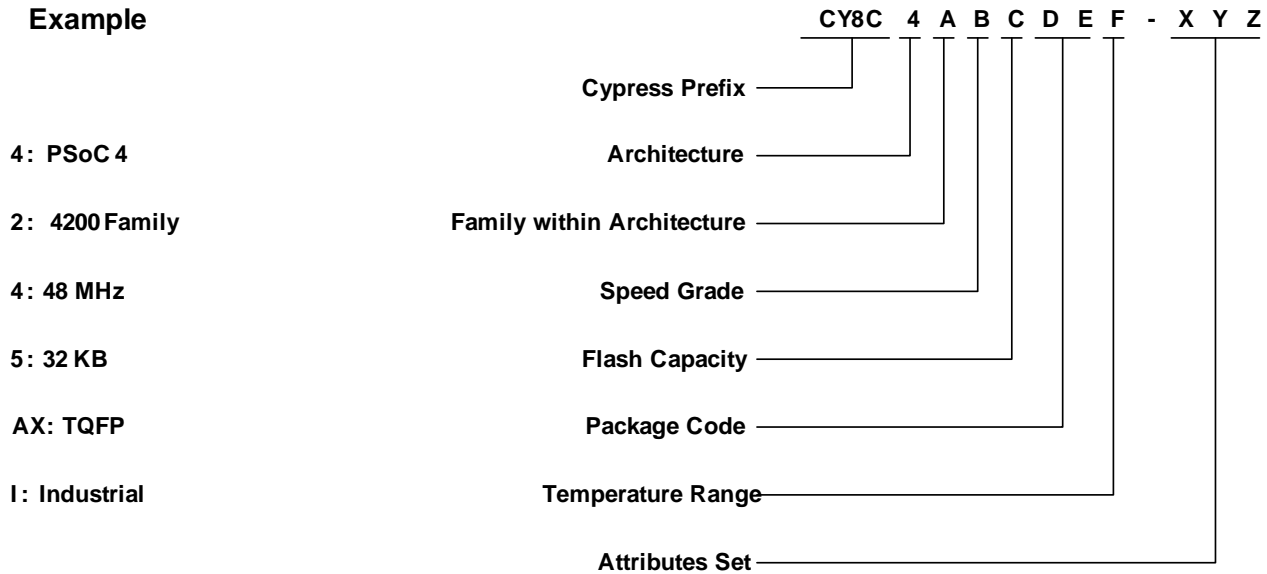 Example CY8C 4 A B C D E F - X Y Z
Cypress Prefix
4: PSoC 4 Architecture
2: 4200 Family Family within Architecture
4: 48 MHz Speed Grade
5: 32 KB Flash Capacity
AX: TQFP Package Code
I: Industrial Temperature Range
Attributes Set